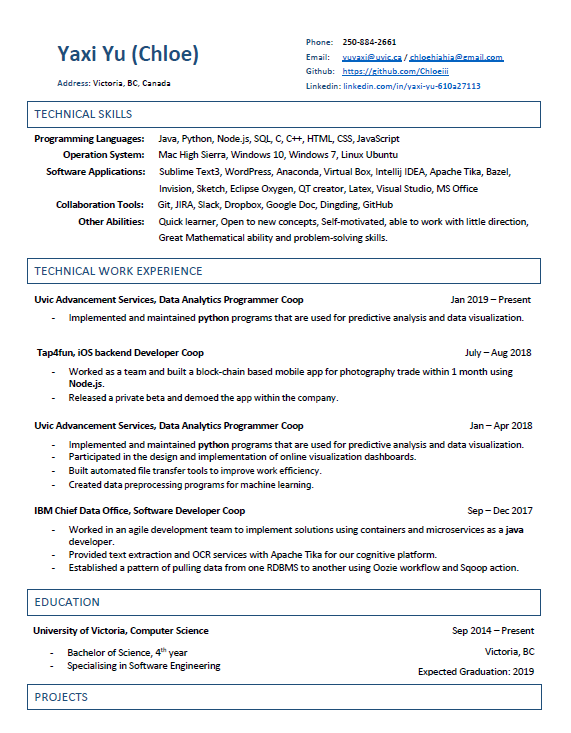 Yaxi Yu (Chloe)
Address: Victoria, BC, Canada
Phone: 250-884-2661
Email: yuyaxi@uvic.ca / chloehiahia@gmail.com
Github: https://github.com/Chloeiii
Linkedin: linkedin.com/in/yaxi-yu-610a27113
TECHNICAL SKILLS
Programming Languages: Java, Python, Node.js, SQL, C, C++, HTML, CSS, JavaScript
Operation System: Mac High Sierra, Windows 10, Windows 7, Linux Ubuntu
Software Applications: Sublime Text3, WordPress, Anaconda, Virtual Box, Intellij IDEA, Apache Tika, Bazel,
Invision, Sketch, Eclipse Oxygen, QT creator, Latex, Visual Studio, MS Office
Collaboration Tools: Git, JIRA, Slack, Dropbox, Google Doc, Dingding, GitHub
Other Abilities: Quick learner, Open to new concepts, Self-motivated, able to work with little direction,
Great Mathematical ability and problem-solving skills.
TECHNICAL WORK EXPERIENCE
Uvic Advancement Services, Data Analytics Programmer Coop Jan 2019 – Present
- Implemented and maintained python programs that are used for predictive analysis and data visualization.
Tap4fun, iOS backend Developer Coop July – Aug 2018
- Worked as a team and built a block-chain based mobile app for photography trade within 1 month using
Node.js.
- Released a private beta and demoed the app within the company.
Uvic Advancement Services, Data Analytics Programmer Coop Jan – Apr 2018
- Implemented and maintained python programs that are used for predictive analysis and data visualization.
- Participated in the design and implementation of online visualization dashboards.
- Built automated file transfer tools to improve work efficiency.
- Created data preprocessing programs for machine learning.
IBM Chief Data Office, Software Developer Coop Sep – Dec 2017
- Worked in an agile development team to implement solutions using containers and microservices as a java
developer.
- Provided text extraction and OCR services with Apache Tika for our cognitive platform.
- Established a pattern of pulling data from one RDBMS to another using Oozie workflow and Sqoop action.
EDUCATION
University of Victoria, Computer Science Sep 2014 – Present
- Bachelor of Science, 4th year Victoria, BC
- Specialising in Software Engineering Expected Graduation: 2019
PROJECTS